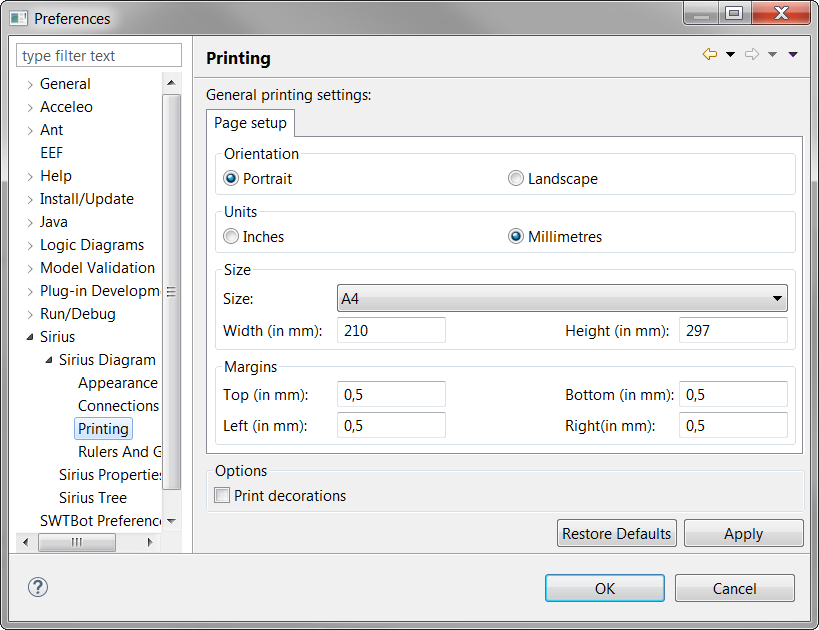 Preferences
type filter text
General
Acceleo
Ant
EEF
Help
Install/Update
Java
Logic Diagrams
Model Validation
Plug-in Developm
Run/Debug
Sirius
Sirius Diagram
Appearance
Connections
Printing
Rulers And G
Sirius Properties
Sirius Tree
SWTBot Preferenc
Printing
General printing settings:
Page setup
Orientation
Portrait Landscape
Units
Inches Millimetres
Size
Size: A4
Width (in mm): 210 Height (in mm): 297
Margins
Top (in mm): 0,5 Bottom (in mm): 0,5
Left (in mm): 0,5 Right(in mm): 0,5
Options
Print decorations
Restore Defaults Apply
? OK Cancel